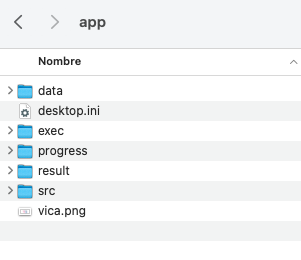 app
Nombre
data
desktop.ini
exec
progress
result
src
vica.png